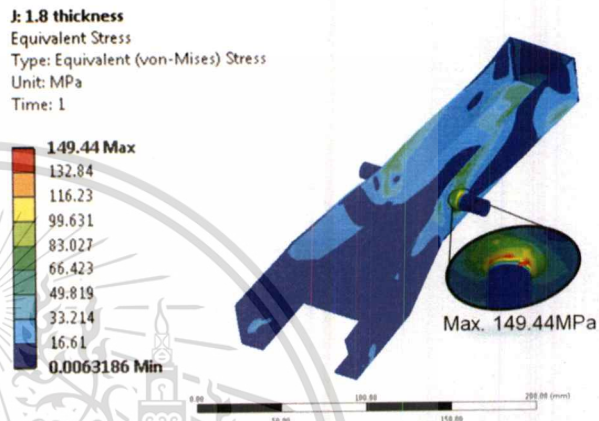 J: 1.8 thickness
Equivalent Stress
Type: Equivalent (von-Mises) Stress
Unit: MPa
Time: 1
149.44 Max
132.84
116.23
99.631
83.027
66.423
49.819
33.214
16.61
0.0063186 Min
Max. 149.44MPa
0.00 100.00 200.00 (mm)
50.00 150.00